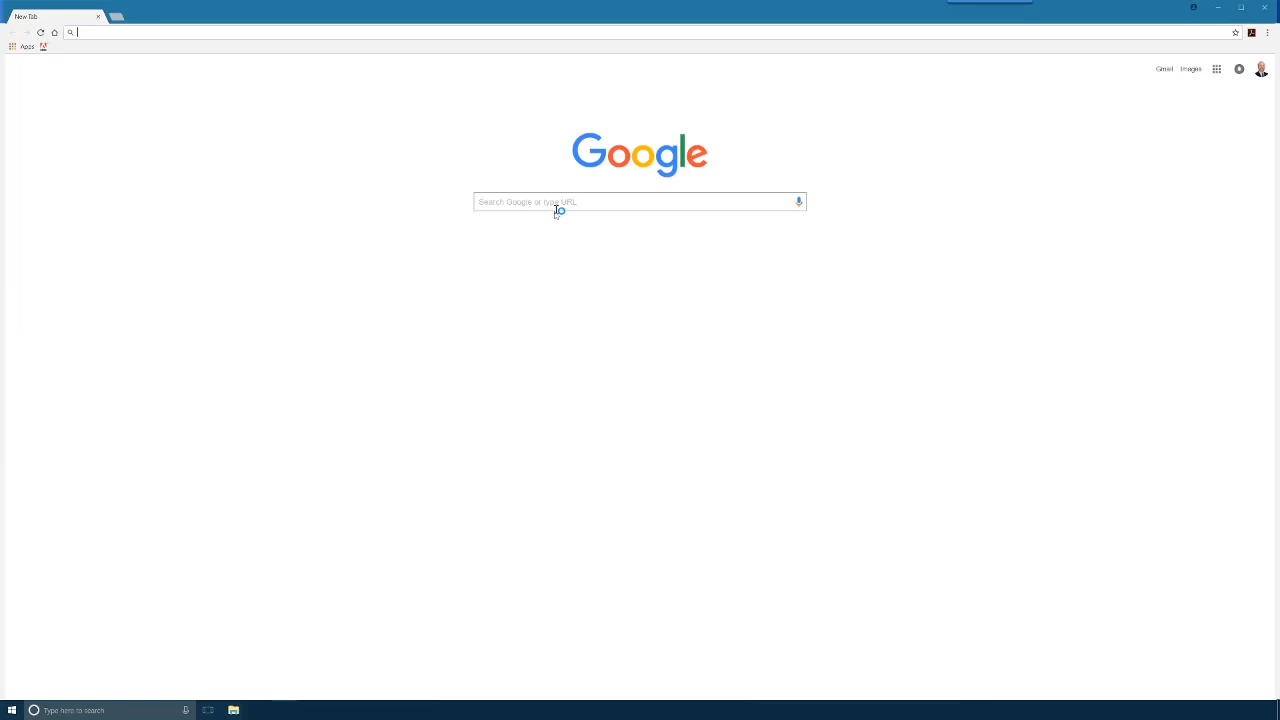 New Tab
Apps
Gmail Images
Google
Search Google or type URL
Type here to search